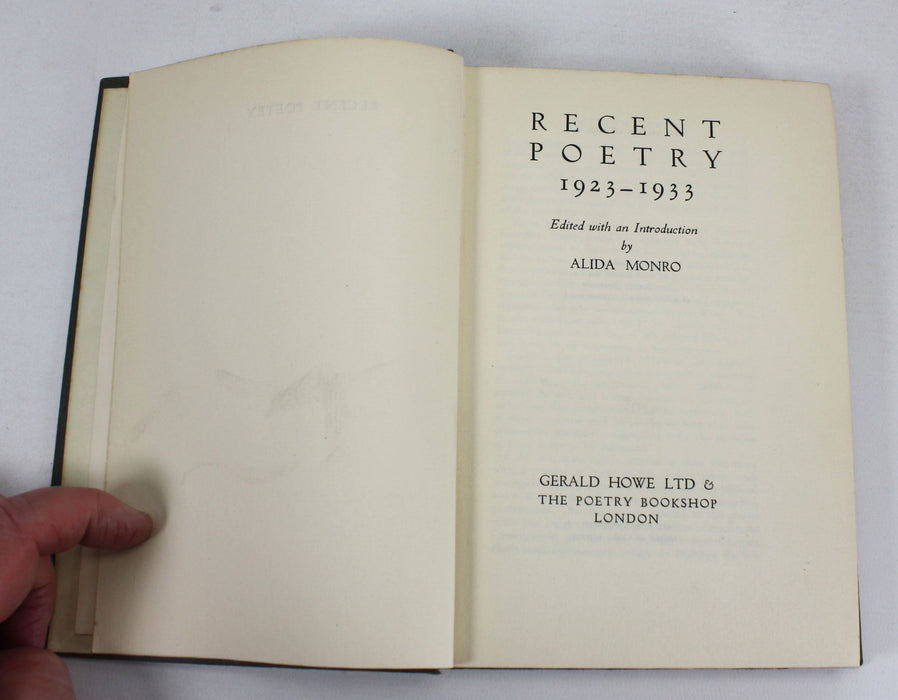 RECENT
POETRY
1923–1933
Edited with an Introduction
by
ALIDA MONRO
GERALD HOWE LTD &
THE POETRY BOOKSHOP
LONDON